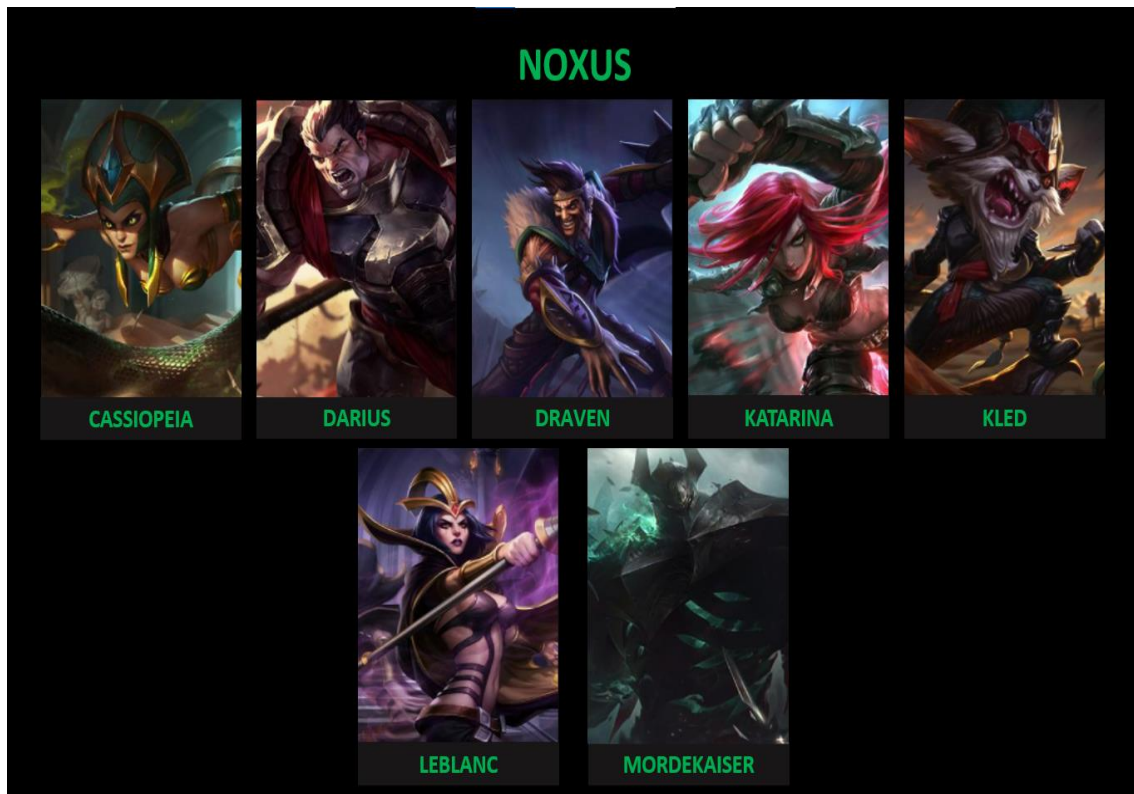 NOXUS
CASSIOPEIA
DARIUS
DRAVEN
KATARINA
KLED
LEBLANC
MORDEKAISER